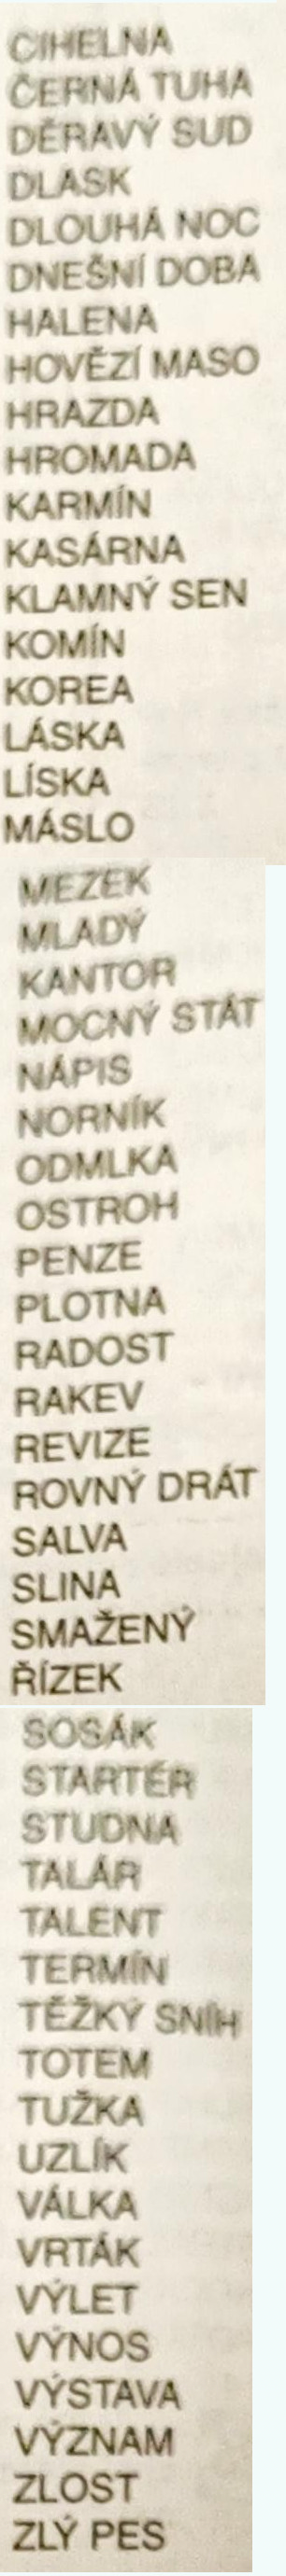 CIHELNA
ČERNÁ TUHA
DĚRAVÝ SUD
DLASK
DLOUHÁ NOC
DNEŠNÍ DOBA
HALENA
HOVĚZÍ MASO
HRAZDA
HROMADA
KARMÍN
KASÁRNA
KLAMNÝ SEN
KOMÍN
KOREA
LÁSKA
LÍSKA
MÁSLO
MEZEK
MLADÝ
KANTOR
MOCNÝ STÁT
NÁPIS
NORNÍK
ODMLKA
OSTROH
PENZE
PLOTNA
RADOST
RAKEV
REVIZE
ROVNÝ DRÁT
SALVA
SLINA
SMAŽENÝ
ŘÍZEK
SOSÁK
STARTÉR
STUDNA
TALÁR
TALENT
TERMÍN
TĚŽKÝ SNÍH
TOTEM
TUŽKA
UZLÍK
VÁLKA
VRTÁK
VÝLET
VÝNOS
VÝSTAVA
VÝZNAM
ZLOST
ZLÝ PES